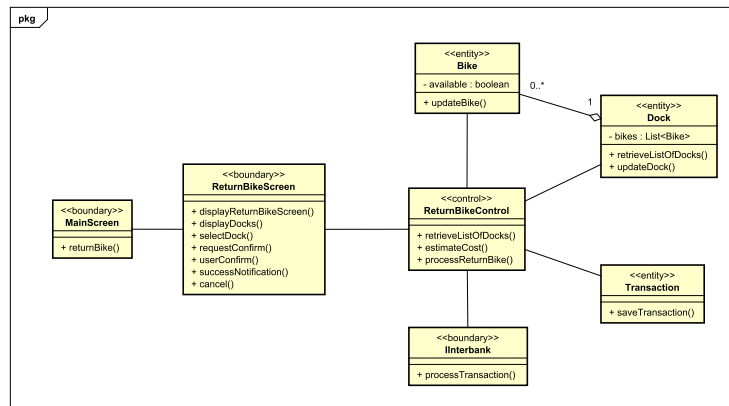 pkg
<<entity>>
Bike
- available : boolean
+ updateBike()
0..*
1
<<entity>>
Dock
- bikes : List<Bike>
+ retrieveListOfDocks()
+ updateDock()
<<boundary>>
ReturnBikeScreen
+ displayReturnBikeScreen()
+ displayDocks()
+ selectDock()
+ requestConfirm()
+ userConfirm()
+ successNotification()
+ cancel()
<<boundary>>
MainScreen
+ returnBike()
<<control>>
ReturnBikeControl
+ retrieveListOfDocks()
+ estimateCost()
+ processReturnBike()
<<entity>>
Transaction
+ saveTransaction()
<<boundary>>
IInterbank
+ processTransaction()